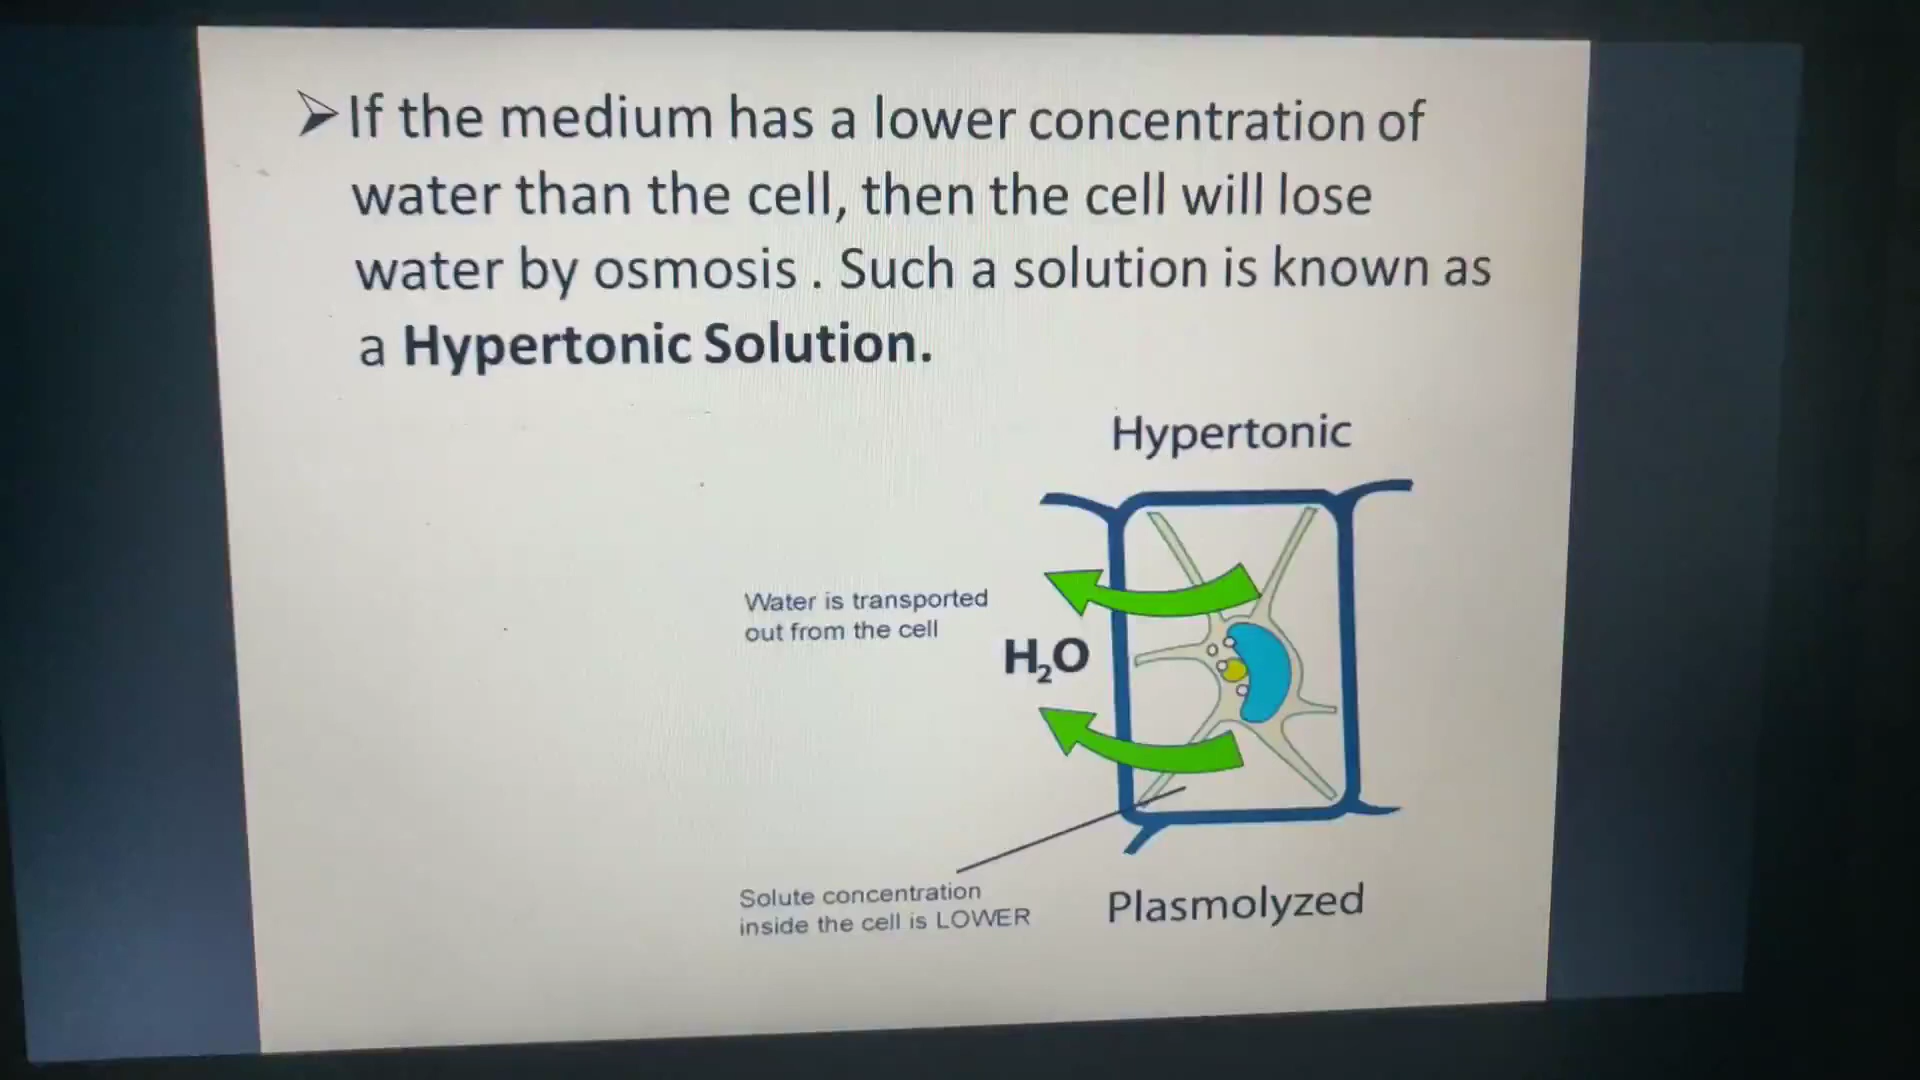 ➢If the medium has a lower concentration of
water than the cell, then the cell will lose
water by osmosis . Such a solution is known as
a Hypertonic Solution.
Hypertonic
Water is transported
out from the cell
H₂O
Solute concentration
inside the cell is LOWER
Plasmolyzed